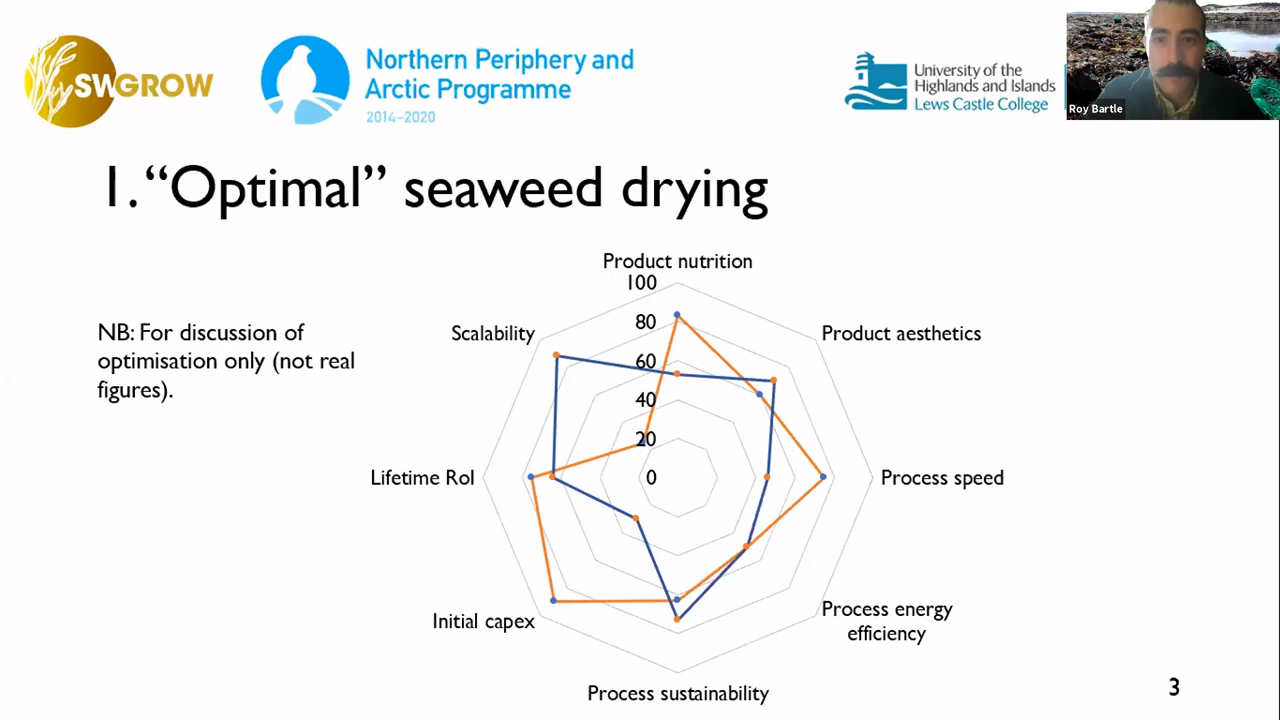 SWGROW
Northern Periphery and
Arctic Programme
2014–2020
University of the
Highlands and Islands
Lews Castle College
Roy Bartle
1. “Optimal” seaweed drying
NB: For discussion of
optimisation only (not real
figures).
Product nutrition
100
80
60
40
20
0
Scalability
Product aesthetics
Lifetime RoI
Process speed
Initial capex
Process energy
efficiency
Process sustainability
3